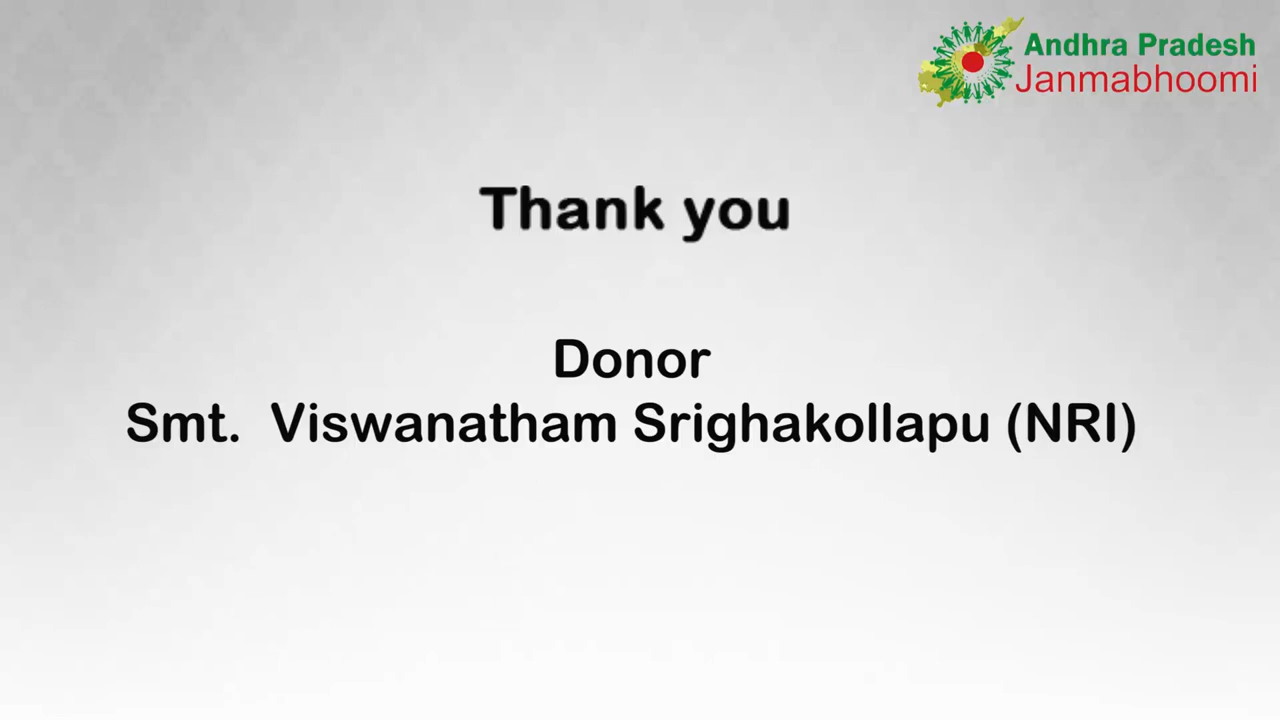 Andhra Pradesh
Janmabhoomi
Thank you
Donor
Smt. Viswanatham Srighakollapu (NRI)